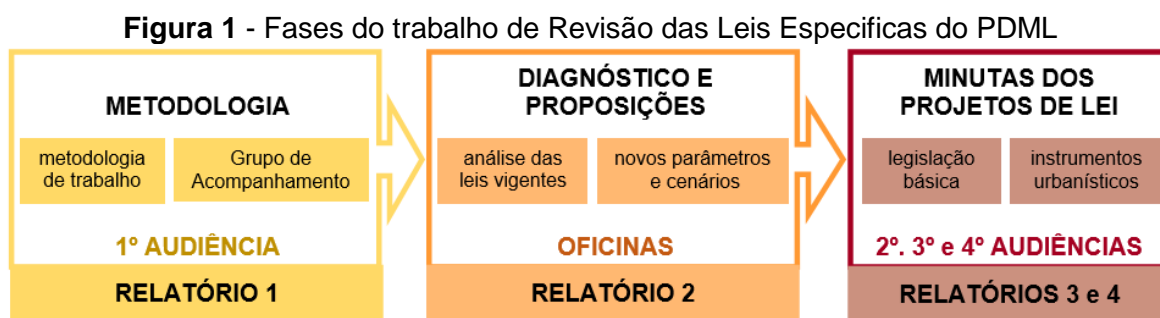 Figura 1 - Fases do trabalho de Revisão das Leis Especificas do PDML
METODOLOGIA
metodologia
de trabalho
Grupo de
Acompanhamento
1º AUDIÊNCIA
RELATÓRIO 1
DIAGNÓSTICO E
PROPOSIÇÕES
análise das
leis vigentes
novos parâmetros
e cenários
OFICINAS
RELATÓRIO 2
MINUTAS DOS
PROJETOS DE LEI
legislação
básica
instrumentos
urbanísticos
2º. 3º e 4º AUDIÊNCIAS
RELATÓRIOS 3 e 4